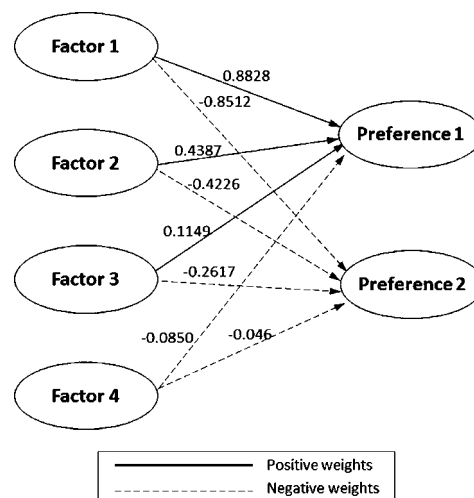 Factor 1
0.8828
-0.8512
Preference 1
Factor 2
0.4387
-0.4226
0.1149
Factor 3
-0.2617
Preference 2
-0.0850
-0.046
Factor 4
Positive weights
Negative weights